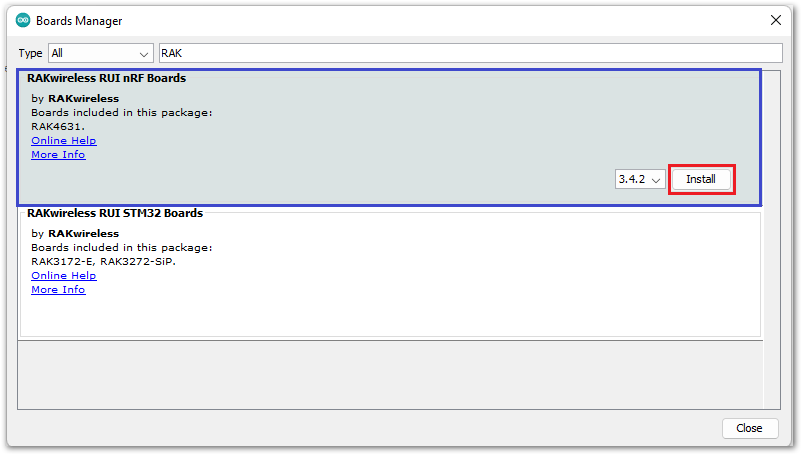 Boards Manager
Type All RAK
RAKwireless RUI nRF Boards
by RAKwireless
Boards included in this package:
RAK4631.
Online Help
More Info
3.4.2 Install
RAKwireless RUI STM32 Boards
by RAKwireless
Boards included in this package:
RAK3172-E, RAK3272-SiP.
Online Help
More Info
Close